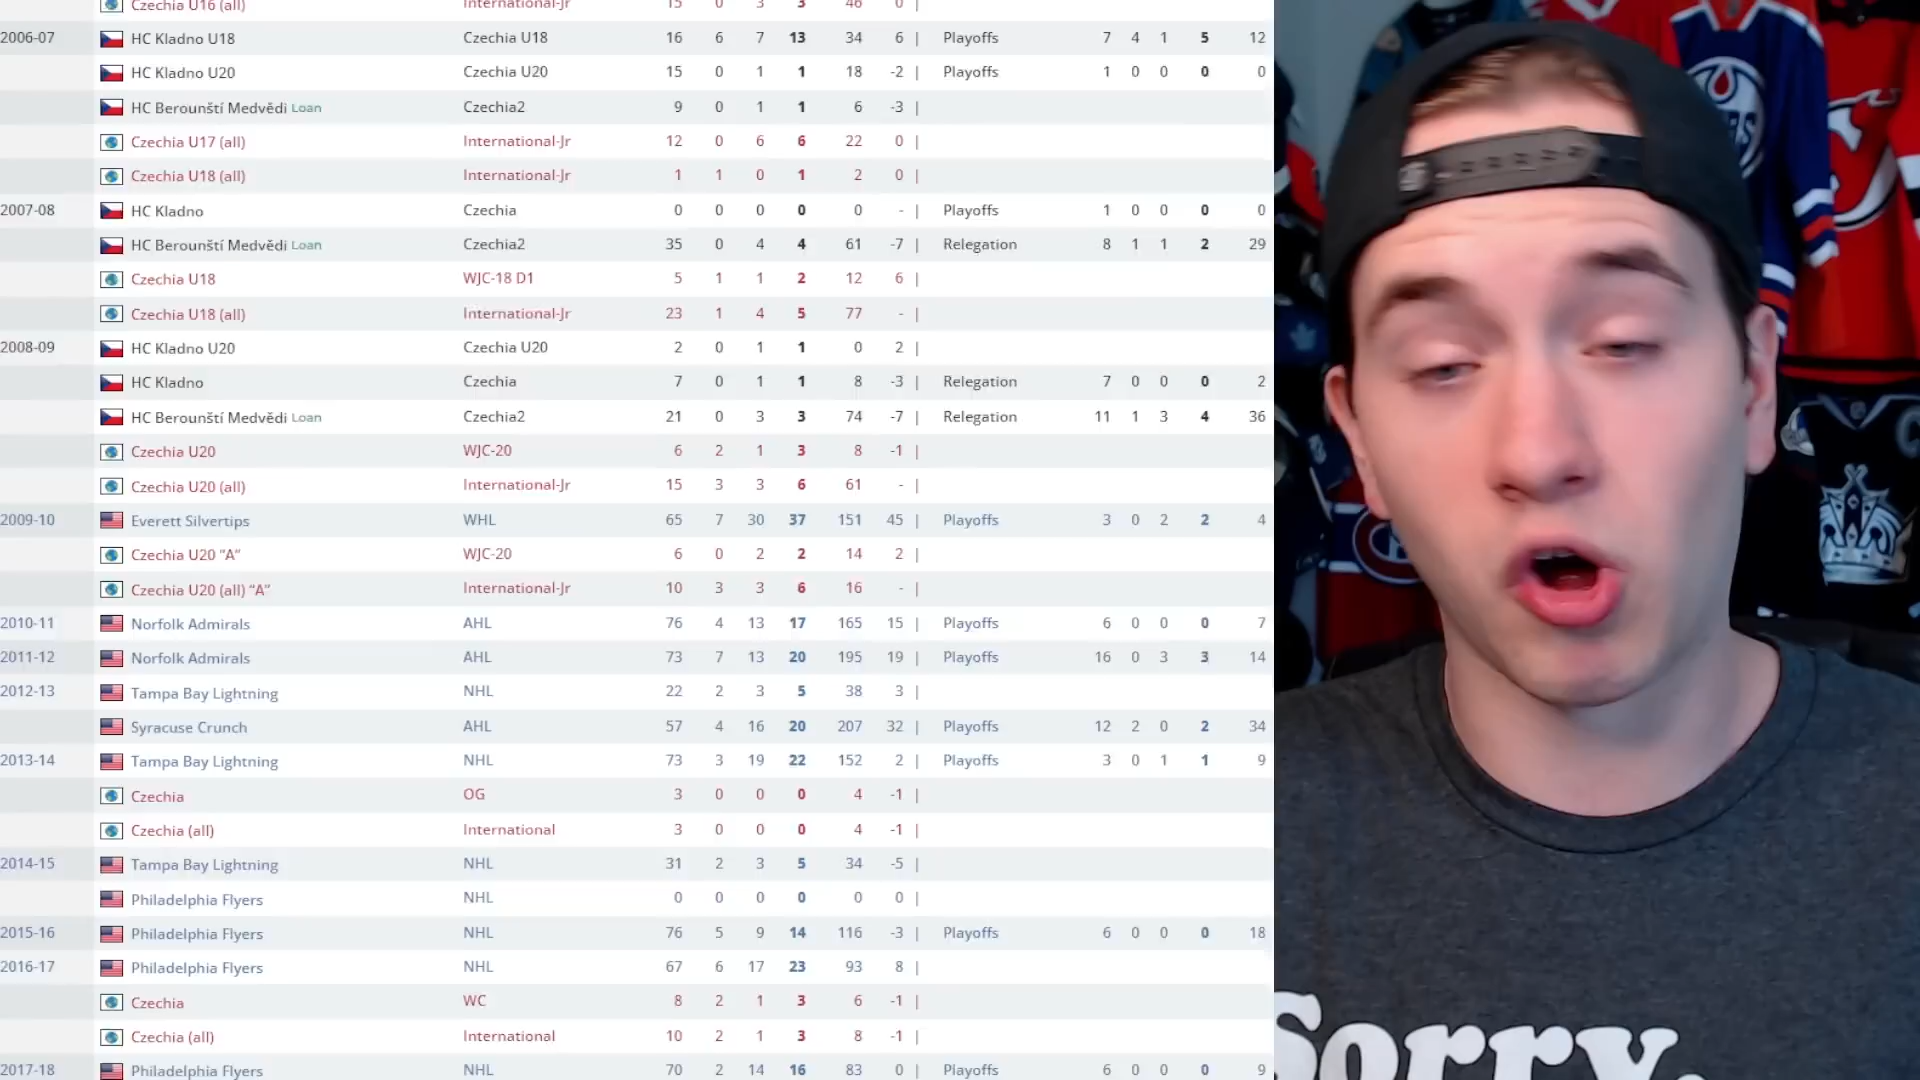 Czechia U16 (all) International-Jr 15 0 3 3 46 0 |
2006-07 HC Kladno U18 Czechia U18 16 6 7 13 34 6 | Playoffs 7 4 1 5 12
HC Kladno U20 Czechia U20 15 0 1 1 18 -2 | Playoffs 1 0 0 0 0
HC Berounští Medvědi Loan Czechia2 9 0 1 1 6 -3 |
Czechia U17 (all) International-Jr 12 0 6 6 22 0 |
Czechia U18 (all) International-Jr 1 1 0 1 2 0 |
2007-08 HC Kladno Czechia 0 0 0 0 0 - | Playoffs 1 0 0 0 0
HC Berounští Medvědi Loan Czechia2 35 0 4 4 61 -7 | Relegation 8 1 1 2 29
Czechia U18 WJC-18 D1 5 1 1 2 12 6 |
Czechia U18 (all) International-Jr 23 1 4 5 77 - |
2008-09 HC Kladno U20 Czechia U20 2 0 1 1 0 2 |
HC Kladno Czechia 7 0 1 1 8 -3 | Relegation 7 0 0 0 2
HC Berounští Medvědi Loan Czechia2 21 0 3 3 74 -7 | Relegation 11 1 3 4 36
Czechia U20 WJC-20 6 2 1 3 8 -1 |
Czechia U20 (all) International-Jr 15 3 3 6 61 - |
2009-10 Everett Silvertips WHL 65 7 30 37 151 45 | Playoffs 3 0 2 2 4
Czechia U20 “A” WJC-20 6 0 2 2 14 2 |
Czechia U20 (all) “A” International-Jr 10 3 3 6 16 - |
2010-11 Norfolk Admirals AHL 76 4 13 17 165 15 | Playoffs 6 0 0 0 7
2011-12 Norfolk Admirals AHL 73 7 13 20 195 19 | Playoffs 16 0 3 3 14
2012-13 Tampa Bay Lightning NHL 22 2 3 5 38 3 |
Syracuse Crunch AHL 57 4 16 20 207 32 | Playoffs 12 2 0 2 34
2013-14 Tampa Bay Lightning NHL 73 3 19 22 152 2 | Playoffs 3 0 1 1 9
Czechia OG 3 0 0 0 4 -1 |
Czechia (all) International 3 0 0 0 4 -1 |
2014-15 Tampa Bay Lightning NHL 31 2 3 5 34 -5 |
Philadelphia Flyers NHL 0 0 0 0 0 0 |
2015-16 Philadelphia Flyers NHL 76 5 9 14 116 -3 | Playoffs 6 0 0 0 18
2016-17 Philadelphia Flyers NHL 67 6 17 23 93 8 |
Czechia WC 8 2 1 3 6 -1 |
Czechia (all) International 10 2 1 3 8 -1 |
2017-18 Philadelphia Flyers NHL 70 2 14 16 83 0 | Playoffs 6 0 0 0 9
Sorry.